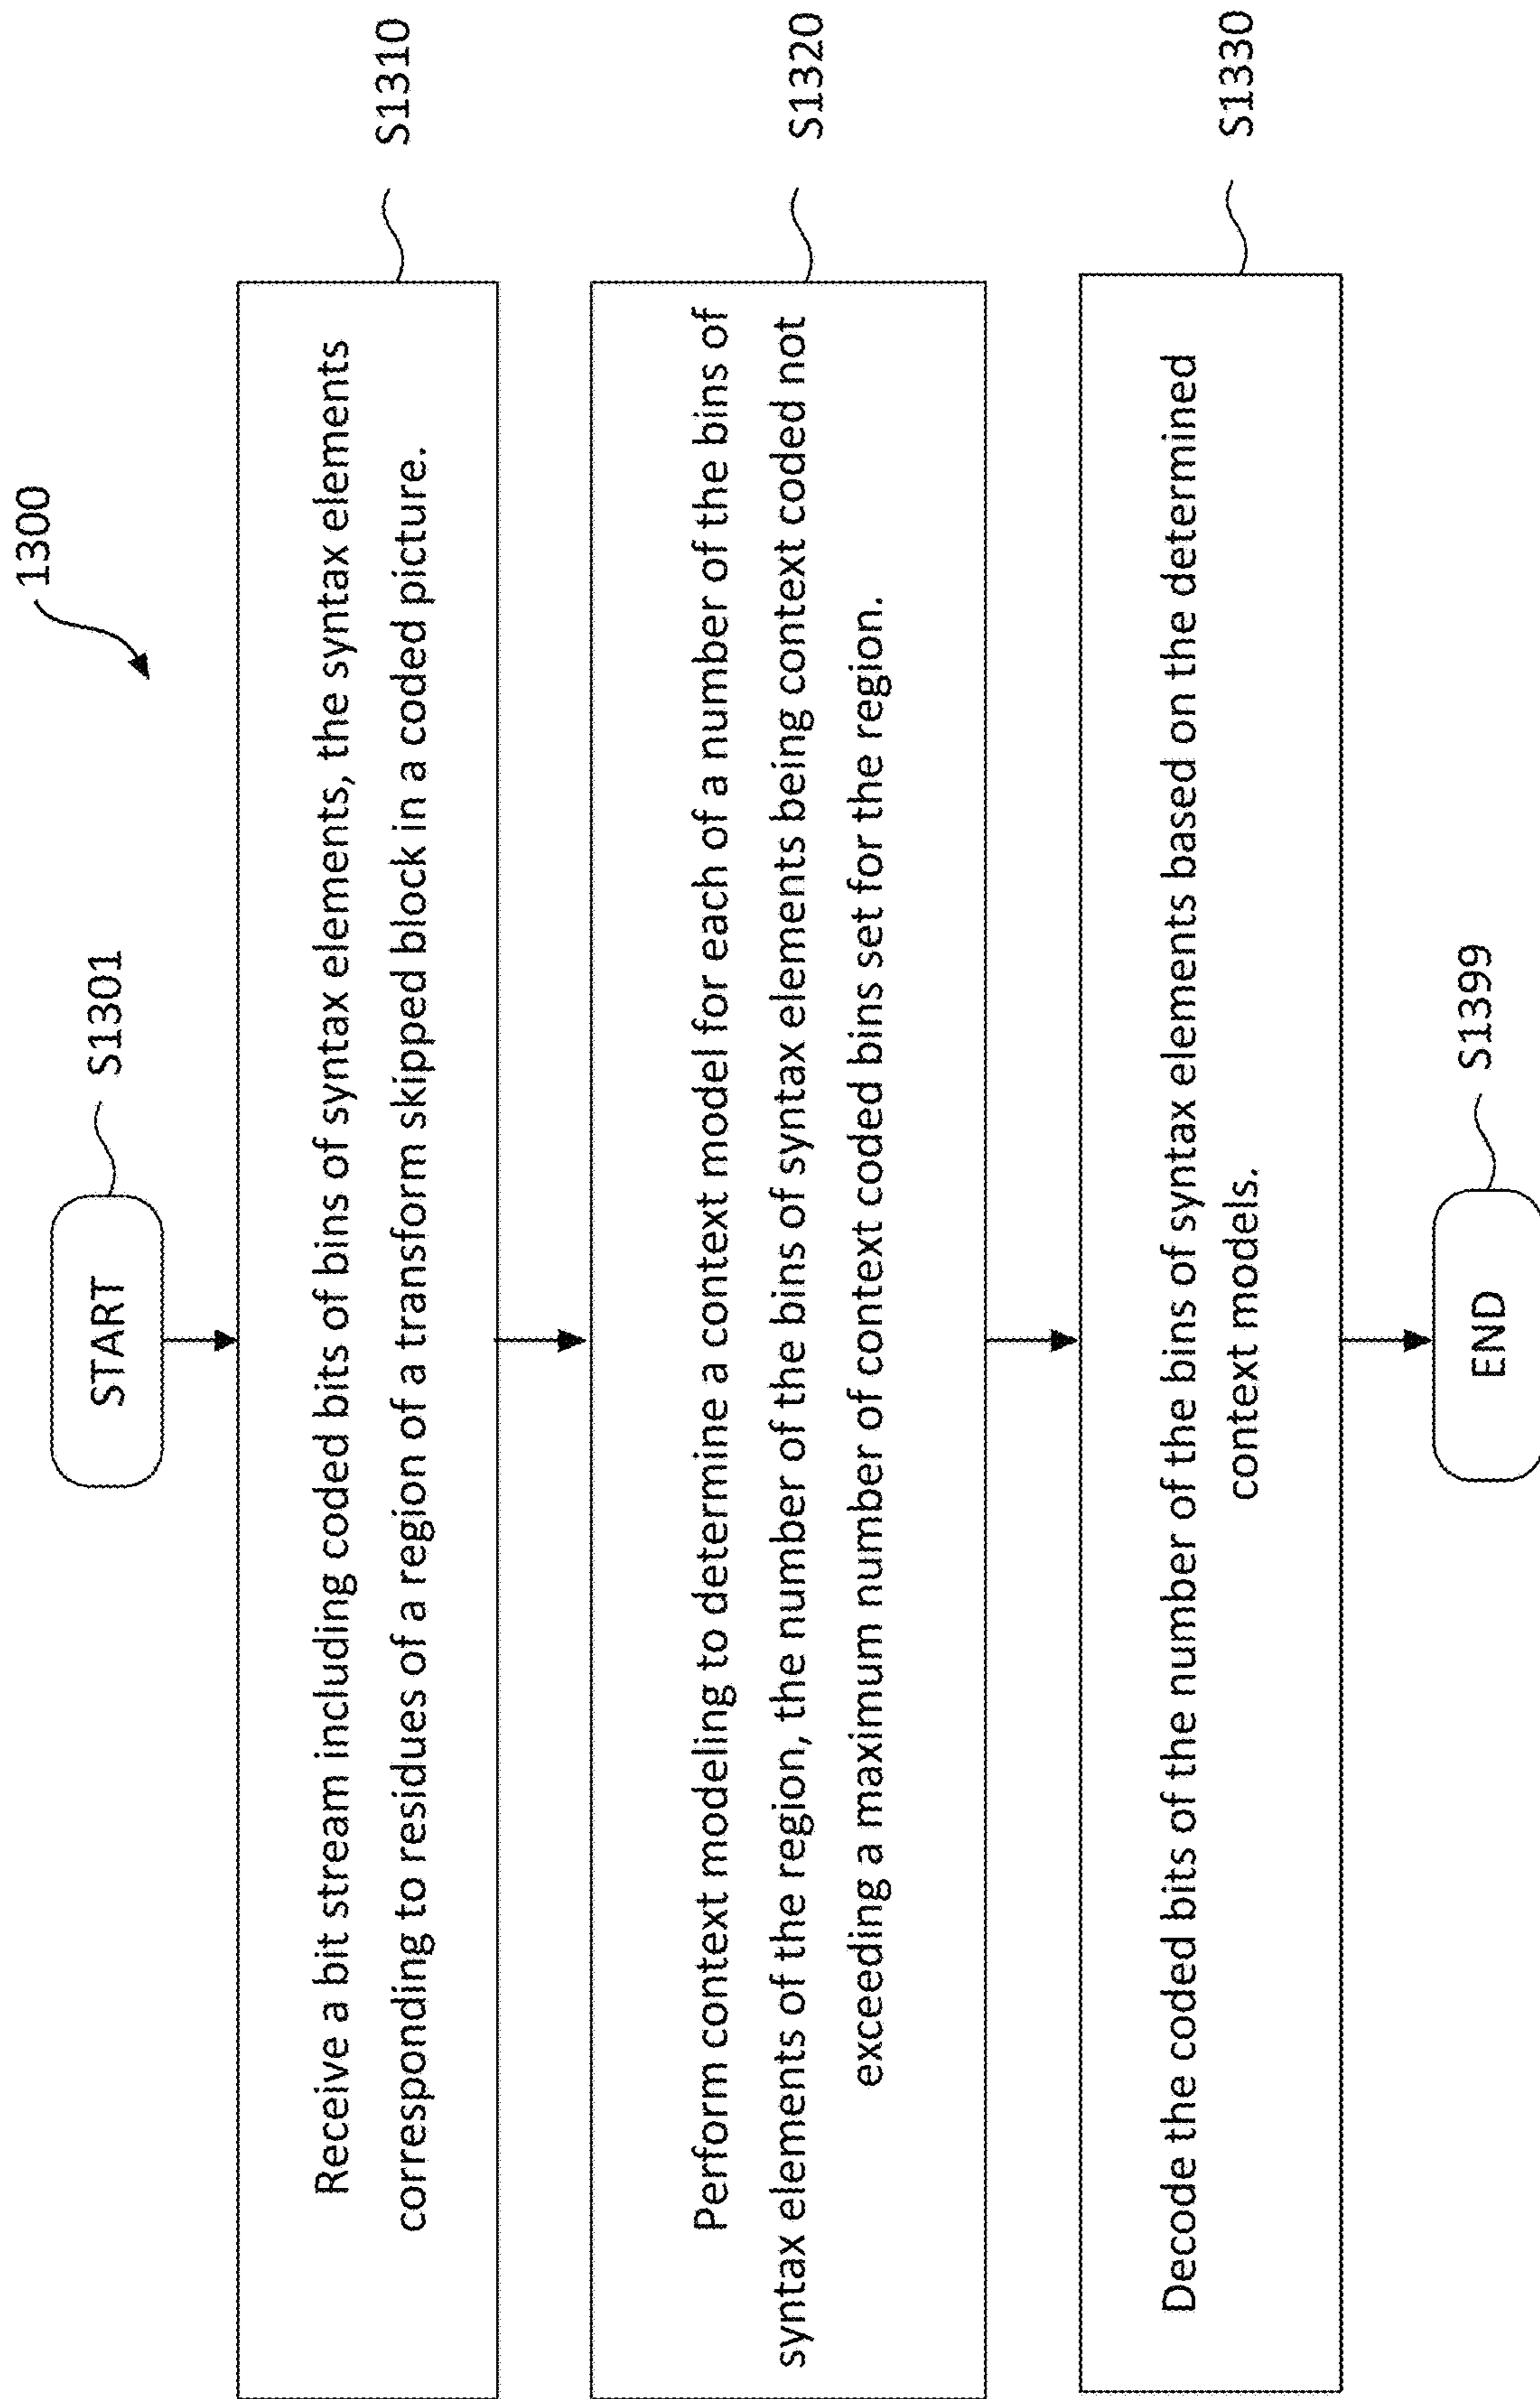 1300
START
S1301
Receive a bit stream including coded bits of bins of syntax elements, the syntax elements
corresponding to residues of a region of a transform skipped block in a coded picture.
S1310
Perform context modeling to determine a context model for each of a number of the bins of
syntax elements of the region, the number of the bins of syntax elements being context coded not
exceeding a maximum number of context coded bins set for the region.
S1320
Decode the coded bits of the number of the bins of syntax elements based on the determined
context models.
S1330
END
S1399